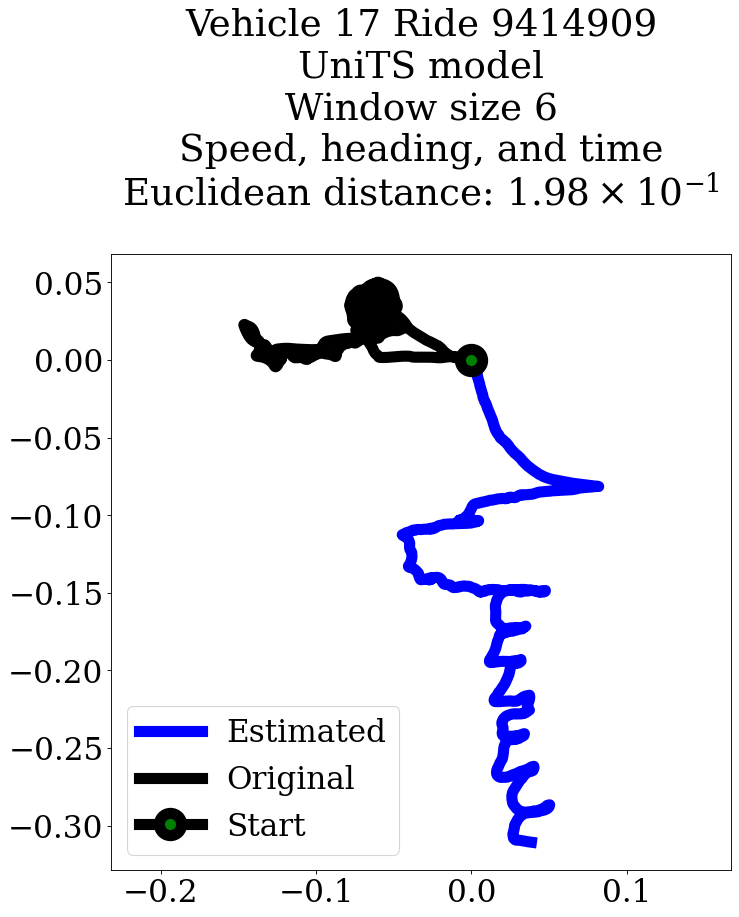 Vehicle 17 Ride 9414909
UniTS model
Window size 6
Speed, heading, and time
Euclidean distance: 1.98 × 10⁻¹
0.05
0.00
−0.05
−0.10
−0.15
−0.20
−0.25
−0.30
Estimated
Original
Start
−0.2 −0.1 0.0 0.1